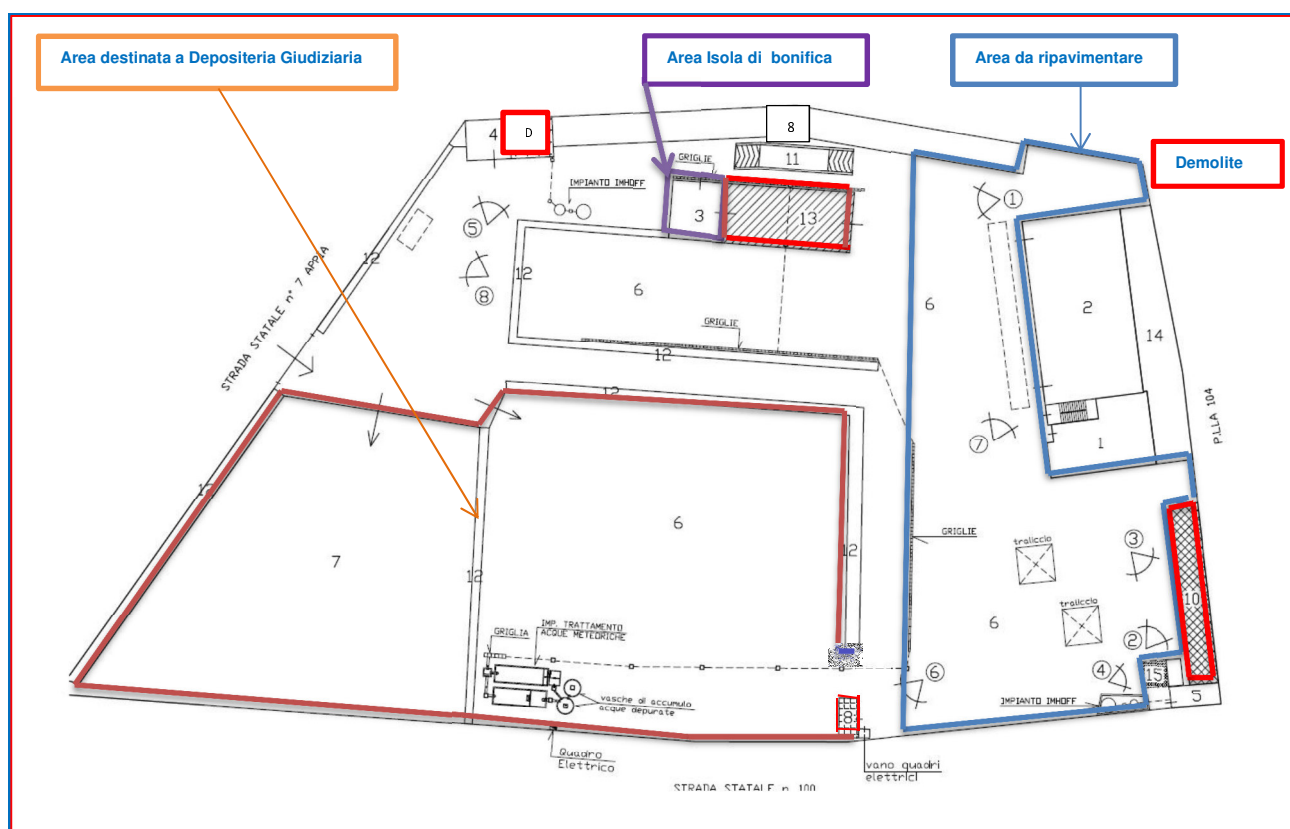 Area destinata a Depositeria Giudiziaria
Area Isola di bonifica
Area da ripavimentare
Demolite
4
D
8
11
GRIGLIE
IMPIANTO IMHOFF
3
13
1
5
12
8
12
6
6
2
14
STRADA STATALE n° 7 APPIA
GRIGLIE
12
12
7
1
P.LLA 104
12
6
12
GRIGLIE
traliccio
3
7
12
10
traliccio
6
2
IMP. TRATTAMENTO
ACQUE METEORICHE
GRIGLIA
4
15
6
vasche di accumulo
acque depurate
IMPIANTO IMHOFF
5
8
Quadro
Elettrico
vano quadri
elettrici
STRADA STATALE n 100